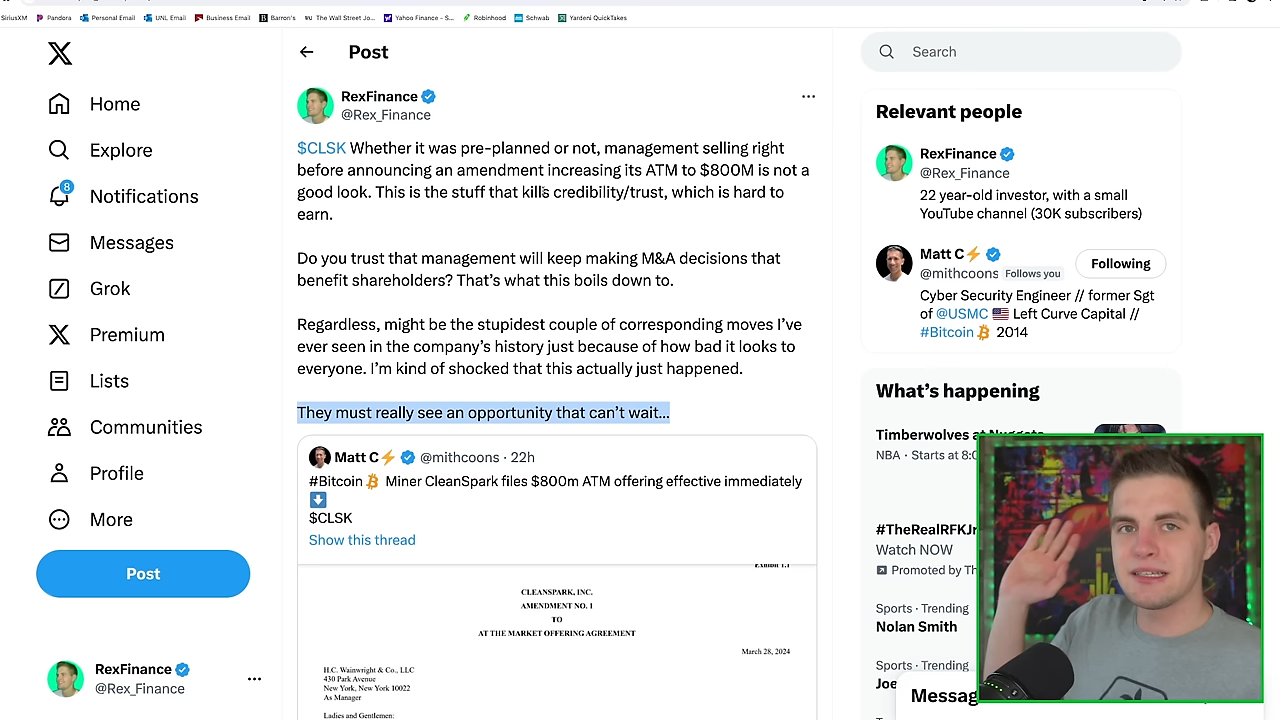 SiriusXM Pandora Personal Email UNL Email Business Email Barron's The Wall Street Jo... Yahoo Finance - S... Robinhood Schwab Yardeni QuickTakes
X
Home
Explore
8
Notifications
Messages
Grok
Premium
Lists
Communities
Profile
More
Post
RexFinance
@Rex_Finance
Post
RexFinance
@Rex_Finance
$CLSK Whether it was pre-planned or not, management selling right
before announcing an amendment increasing its ATM to $800M is not a
good look. This is the stuff that kills credibility/trust, which is hard to
earn.
Do you trust that management will keep making M&A decisions that
benefit shareholders? That's what this boils down to.
Regardless, might be the stupidest couple of corresponding moves I've
ever seen in the company's history just because of how bad it looks to
everyone. I'm kind of shocked that this actually just happened.
They must really see an opportunity that can't wait...
Matt C⚡ @mithcoons · 22h
#Bitcoin Miner CleanSpark files $800m ATM offering effective immediately
⬇️
$CLSK
Show this thread
Exhibit 1.1
CLEANSPARK, INC.
AMENDMENT NO. 1
TO
AT THE MARKET OFFERING AGREEMENT
March 28, 2024
H.C. Wainwright & Co., LLC
430 Park Avenue
New York, New York 10022
As Manager
Ladies and Gentlemen:
Search
Relevant people
RexFinance
@Rex_Finance
22 year-old investor, with a small
YouTube channel (30K subscribers)
Matt C⚡
@mithcoons Follows you
Following
Cyber Security Engineer // former Sgt
of @USMC 🇺🇸 Left Curve Capital //
#Bitcoin 2014
What's happening
Timberwolves at Nuggets
NBA · Starts at 8:0
#TheRealRFKJr
Watch NOW
Promoted by Th
Sports · Trending
Nolan Smith
Sports · Trending
Joe
Messag